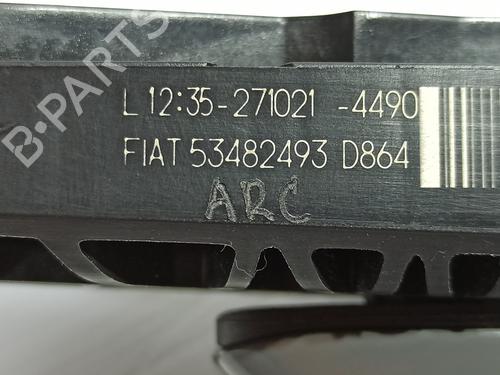 B-PARTS
L 12:35-271021 -4490
FIAT 53482493 D864
ARC